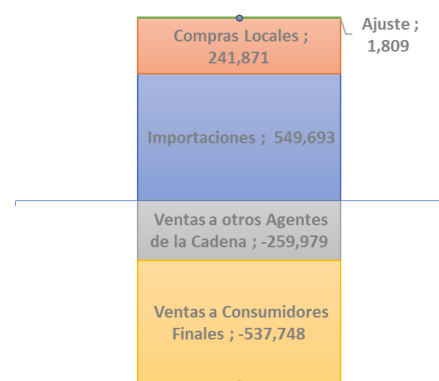 Compras Locales ;
241,871
Ajuste ;
1,809
Importaciones ; 549,693
Ventas a otros Agentes
de la Cadena ; -259,979
Ventas a Consumidores
Finales ; -537,748